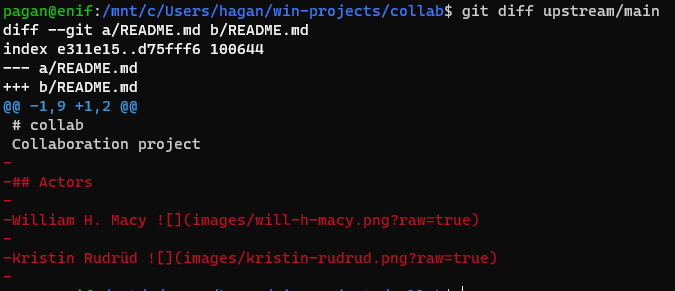 pagan@enif:/mnt/c/Users/hagan/win-projects/collab$ git diff upstream/main
diff --git a/README.md b/README.md
index e311e15..d75fff6 100644
--- a/README.md
+++ b/README.md
@@ -1,9 +1,2 @@
 # collab
 Collaboration project
-
-## Actors
-
-William H. Macy ![](images/will-h-macy.png?raw=true)
-
-Kristin Rudrüd ![](images/kristin-rudrud.png?raw=true)
-